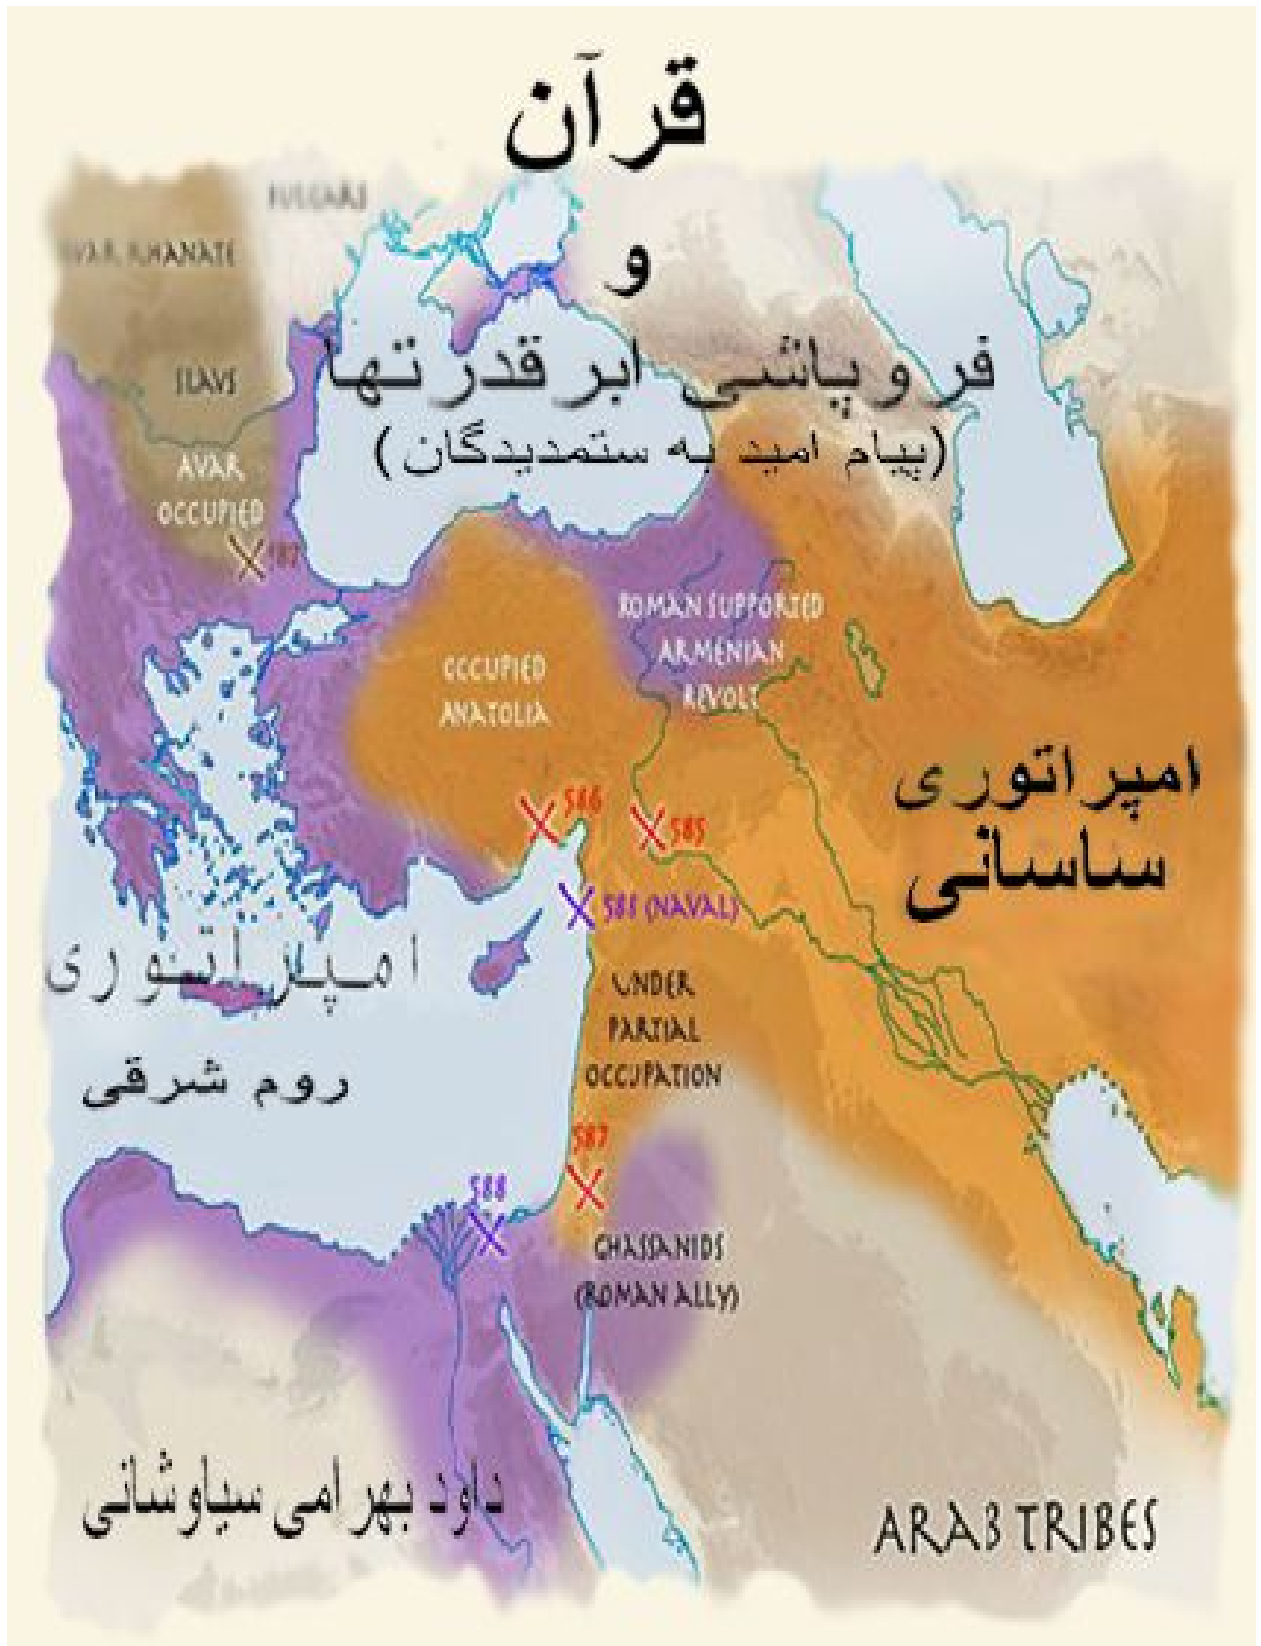 قرآن
و
فروپاشی ابرقدرتها
(پیام امید به ستمدیدگان)
BULGARS
AVAR KHANATE
SLAVS
AVAR
OCCUPIED
587
ROMAN SUPPORTED
ARMENIAN
REVOLT
OCCUPIED
ANATOLIA
امپراتوری
ساسانی
586
585
588 (NAVAL)
امپراتوری
روم شرقی
UNDER
PARTIAL
OCCUPATION
587
588
GHASSANIDS
(ROMAN ALLY)
داود بهرامی سیاوشانی
ARAB TRIBES